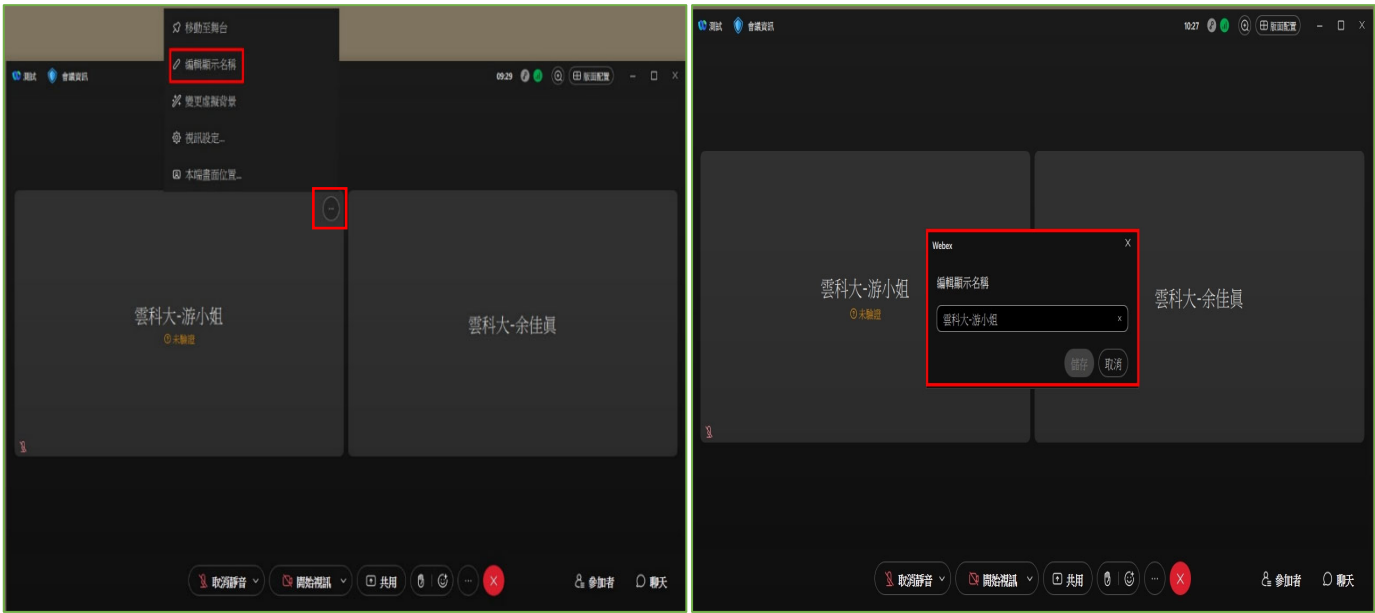 移動至舞台
編輯顯示名稱
變更虛擬背景
視訊設定...
本端畫面位置...
測試 會議資訊
09:29 版面配置
雲科大-游小姐
未驗證
雲科大-余佳眞
取消靜音 開始視訊 共用
參加者 聊天
測試 會議資訊
10:27 版面配置
雲科大-游小姐
未驗證
Webex X
編輯顯示名稱
雲科大-游小姐 x
儲存 取消
雲科大-余佳眞
取消靜音 開始視訊 共用
參加者 聊天